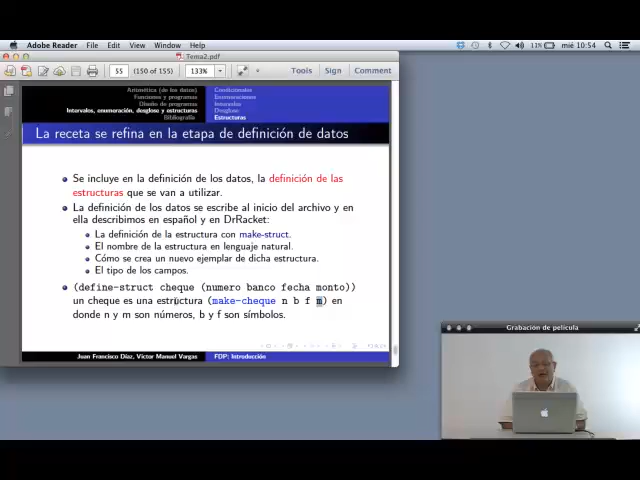 Adobe Reader File Edit View Window Help 11% mié 10:54
Tema2.pdf
55 (150 of 155) 133% Tools Sign Comment
Aritmética (de los datos)
Funciones y programas
Diseño de programas
Intervalos, enumeración, desglose y estructuras
Bibliografía
Condicionales
Enumeraciones
Intervalos
Desglose
Estructuras
La receta se refina en la etapa de definición de datos
Se incluye en la definición de los datos, la definición de las
estructuras que se van a utilizar.
La definición de los datos se escribe al inicio del archivo y en
ella describimos en español y en DrRacket:
La definición de la estructura con make-struct.
El nombre de la estructura en lenguaje natural.
Cómo se crea un nuevo ejemplar de dicha estructura.
El tipo de los campos.
(define-struct cheque (numero banco fecha monto))
un cheque es una estructura (make-cheque n b f m) en
donde n y m son números, b y f son símbolos.
Juan Francisco Díaz, Victor Manuel Vargas FDP: Introducción
Grabación de película